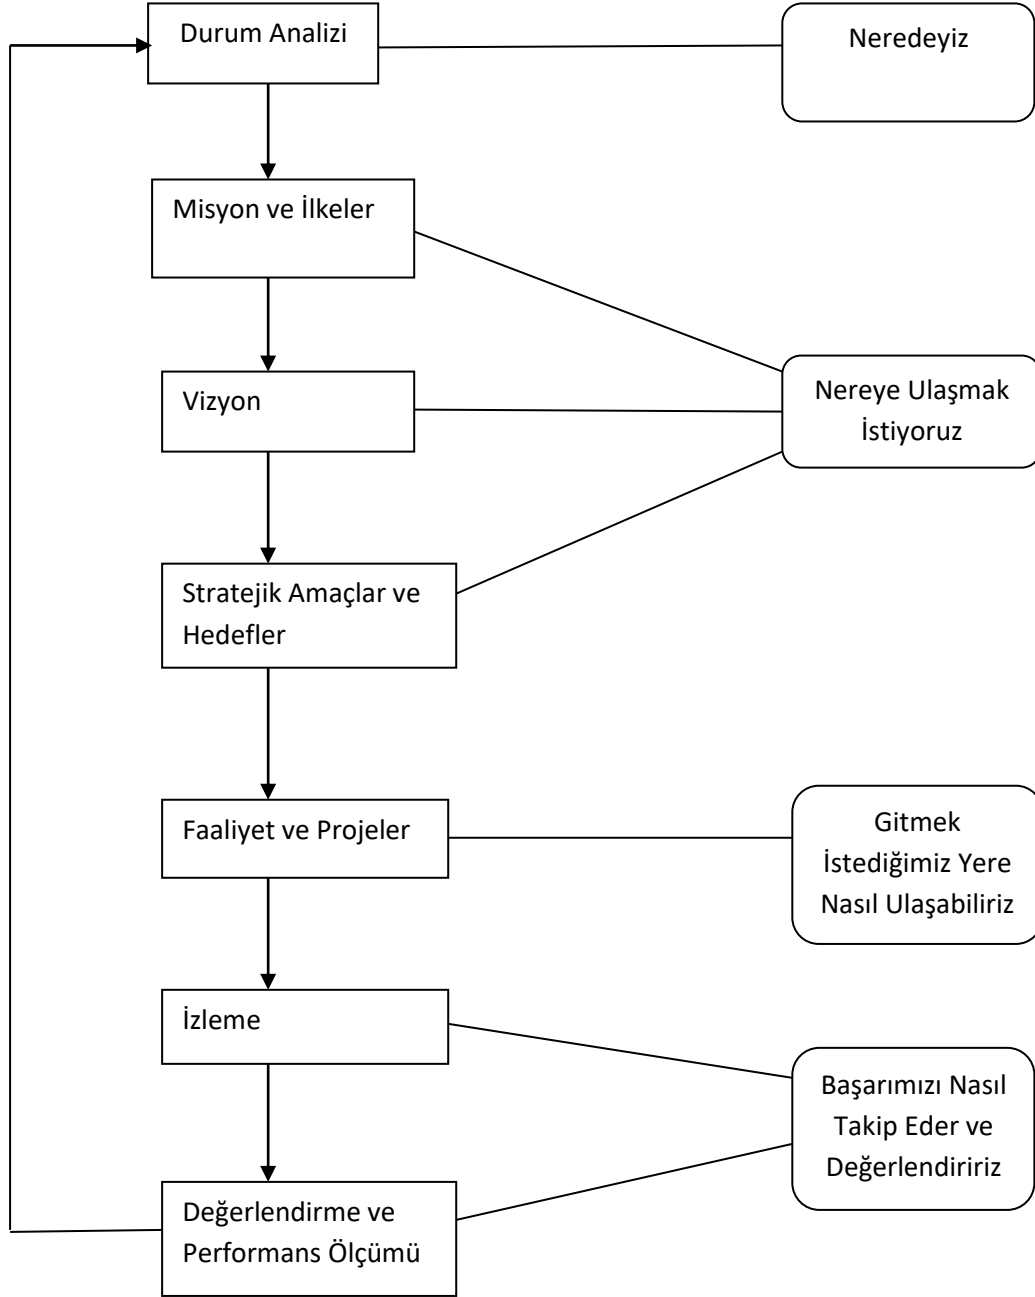 Durum Analizi
Neredeyiz
Misyon ve İlkeler
Vizyon
Nereye Ulaşmak
İstiyoruz
Stratejik Amaçlar ve
Hedefler
Faaliyet ve Projeler
Gitmek
İstediğimiz Yere
Nasıl Ulaşabiliriz
İzleme
Başarımızı Nasıl
Takip Eder ve
Değerlendiririz
Değerlendirme ve
Performans Ölçümü